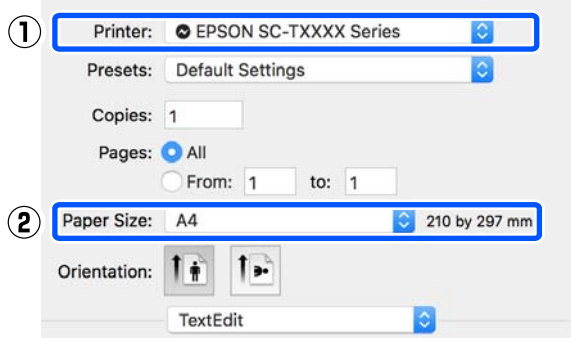 ① Printer: EPSON SC-TXXXX Series
Presets: Default Settings
Copies: 1
Pages: All
From: 1 to: 1
② Paper Size: A4 210 by 297 mm
Orientation:
TextEdit